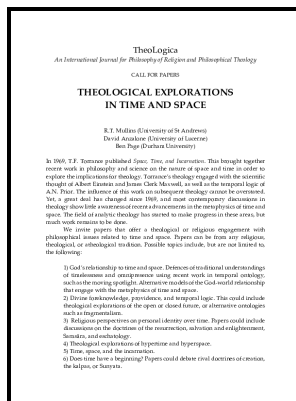 TheoLogica
An International Journal for Philosophy of Religion and Philosophical Theology
CALL FOR PAPERS
THEOLOGICAL EXPLORATIONS
IN TIME AND SPACE
R.T. Mullins (University of St Andrews)
David Anzalone (University of Lucerne)
Ben Page (Durham University)
In 1969, T.F. Torrance published Space, Time, and Incarnation. This brought together
recent work in philosophy and science on the nature of space and time in order to
explore the implications for theology. Torrance's theology engaged with the scientific
thought of Albert Einstein and James Clerk Maxwell, as well as the temporal logic of
A.N. Prior. The influence of this work on subsequent theology cannot be overstated.
Yet, a great deal has changed since 1969, and most contemporary discussions in
theology show little awareness of recent advancements in the metaphysics of time and
space. The field of analytic theology has started to make progress in these areas, but
much work remains to be done.
We invite papers that offer a theological or religious engagement with
philosophical issues related to time and space. Papers can be from any religious,
theological, or atheological tradition. Possible topics include, but are not limited to,
the following:
1) God's relationship to time and space. Defences of traditional understandings
of timelessness and omnipresence using recent work in temporal ontology,
such as the moving spotlight. Alternative models of the God-world relationship
that engage with the metaphysics of time and space.
2) Divine foreknowledge, providence, and temporal logic. This could include
theological explorations of the open or closed future, or alternative ontologies
such as fragmentalism.
3) Religious perspectives on personal identity over time. Papers could include
discussions on the doctrines of the resurrection, salvation and enlightenment,
Samsara, and eschatology.
4) Theological explorations of hypertime and hyperspace.
5) Time, space, and the incarnation.
6) Does time have a beginning? Papers could debate rival doctrines of creation,
the kalpas, or Sunyata.